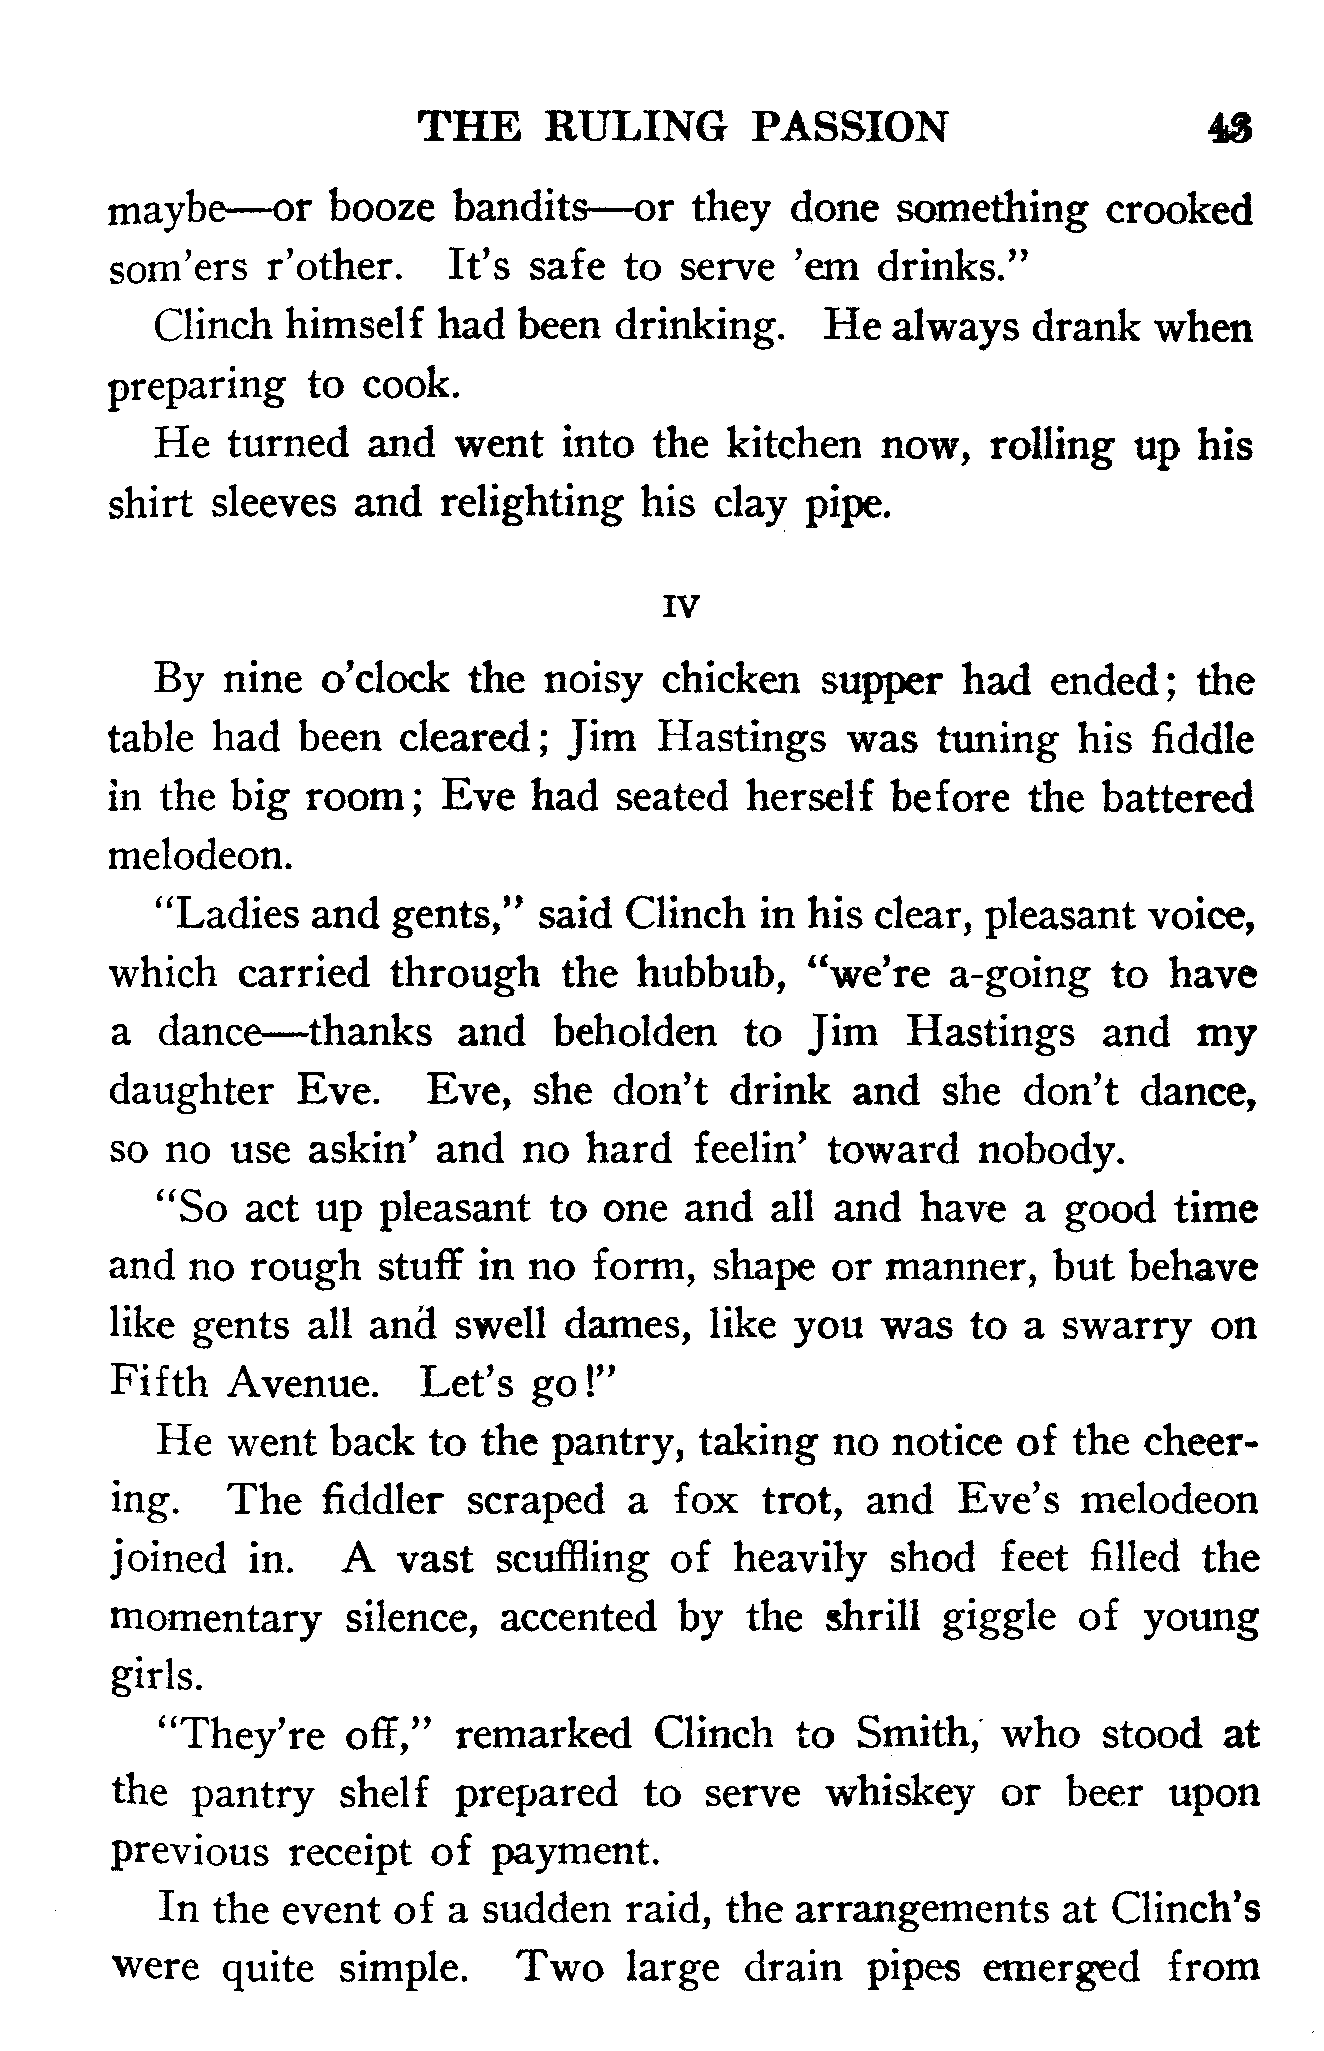 THE RULING PASSION 43
maybe—or booze bandits—or they done something crooked
som'ers r'other. It's safe to serve 'em drinks."
Clinch himself had been drinking. He always drank when
preparing to cook.
He turned and went into the kitchen now, rolling up his
shirt sleeves and relighting his clay pipe.
IV
By nine o'clock the noisy chicken supper had ended; the
table had been cleared; Jim Hastings was tuning his fiddle
in the big room; Eve had seated herself before the battered
melodeon.
"Ladies and gents," said Clinch in his clear, pleasant voice,
which carried through the hubbub, "we're a-going to have
a dance—thanks and beholden to Jim Hastings and my
daughter Eve. Eve, she don't drink and she don't dance,
so no use askin' and no hard feelin' toward nobody.
"So act up pleasant to one and all and have a good time
and no rough stuff in no form, shape or manner, but behave
like gents all and swell dames, like you was to a swarry on
Fifth Avenue. Let's go!"
He went back to the pantry, taking no notice of the cheer-
ing. The fiddler scraped a fox trot, and Eve's melodeon
joined in. A vast scuffling of heavily shod feet filled the
momentary silence, accented by the shrill giggle of young
girls.
"They're off," remarked Clinch to Smith, who stood at
the pantry shelf prepared to serve whiskey or beer upon
previous receipt of payment.
In the event of a sudden raid, the arrangements at Clinch's
were quite simple. Two large drain pipes emerged from